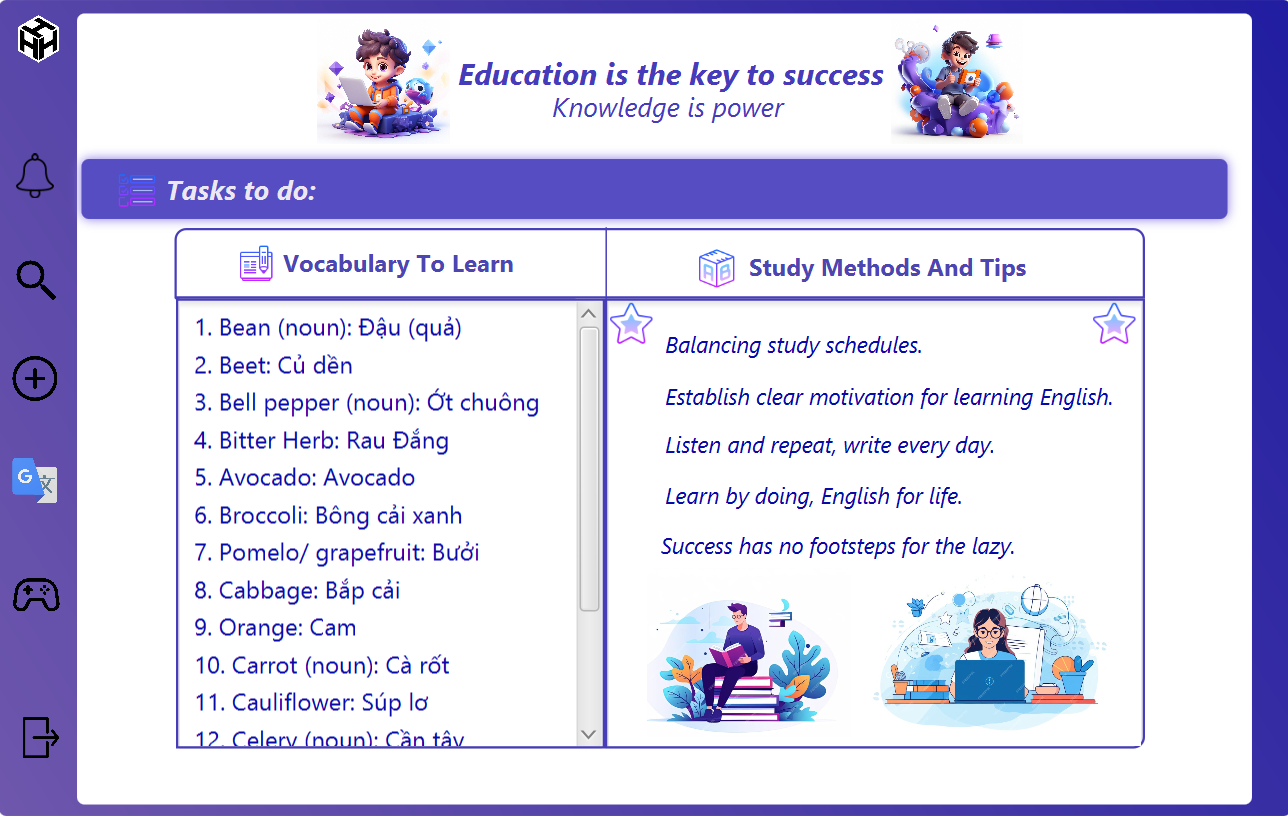 Education is the key to success
Knowledge is power
Tasks to do:
Vocabulary To Learn
Study Methods And Tips
1. Bean (noun): Đậu (quả)
2. Beet: Củ dền
3. Bell pepper (noun): Ớt chuông
4. Bitter Herb: Rau Đắng
5. Avocado: Avocado
6. Broccoli: Bông cải xanh
7. Pomelo/ grapefruit: Bưởi
8. Cabbage: Bắp cải
9. Orange: Cam
10. Carrot (noun): Cà rốt
11. Cauliflower: Súp lơ
12. Celery (noun): Cần tây
Balancing study schedules.
Establish clear motivation for learning English.
Listen and repeat, write every day.
Learn by doing, English for life.
Success has no footsteps for the lazy.